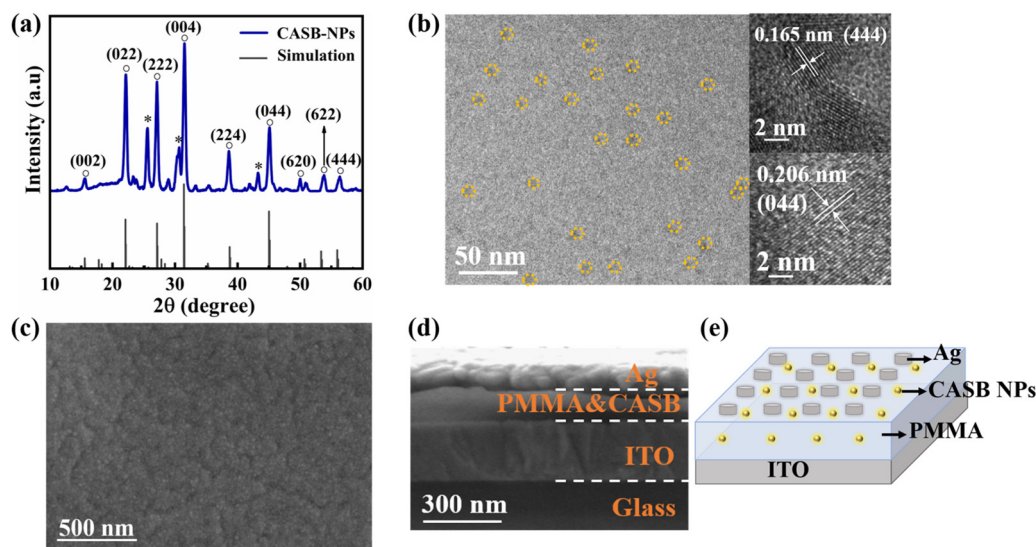 (a)
CASB-NPs
Simulation
(004)
(022)
(222)
(622)
*
*
(044)
(224)
(002)
*
(620)
(444)
Intensity (a.u)
10 20 30 40 50 60
2θ (degree)
(b)
50 nm
0.165 nm (444)
2 nm
0.206 nm
(044)
2 nm
(c)
500 nm
(d)
Ag
PMMA&CASB
ITO
Glass
300 nm
(e)
Ag
CASB NPs
PMMA
ITO